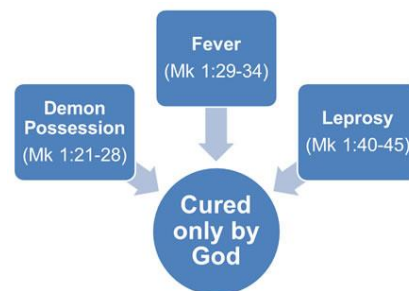 Fever
(Mk 1:29-34)
Demon
Possession
(Mk 1:21-28)
Leprosy
(Mk 1:40-45)
Cured
only by
God